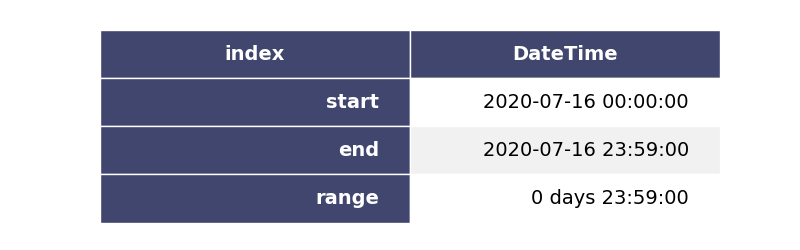 index DateTime
start 2020-07-16 00:00:00
end 2020-07-16 23:59:00
range 0 days 23:59:00